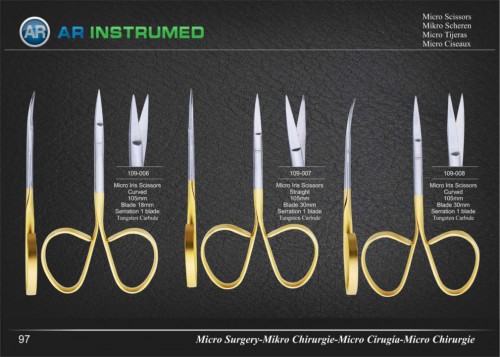 AR AR INSTRUMED
Micro Scissors
Mikro Scheren
Micro Tijeras
Micro Ciseaux
109-006
Micro Iris Scissors
Curved
105mm
Blade 18mm
Serration 1 blade
Tungsten Carbide
109-007
Micro Iris Scissors
Straight
105mm
Blade 30mm
Serration 1 blade
Tungsten Carbide
109-008
Micro Iris Scissors
Curved
105mm
Blade 30mm
Serration 1 blade
Tungsten Carbide
97
Micro Surgery-Mikro Chirurgie-Micro Cirugía-Micro Chirurgie